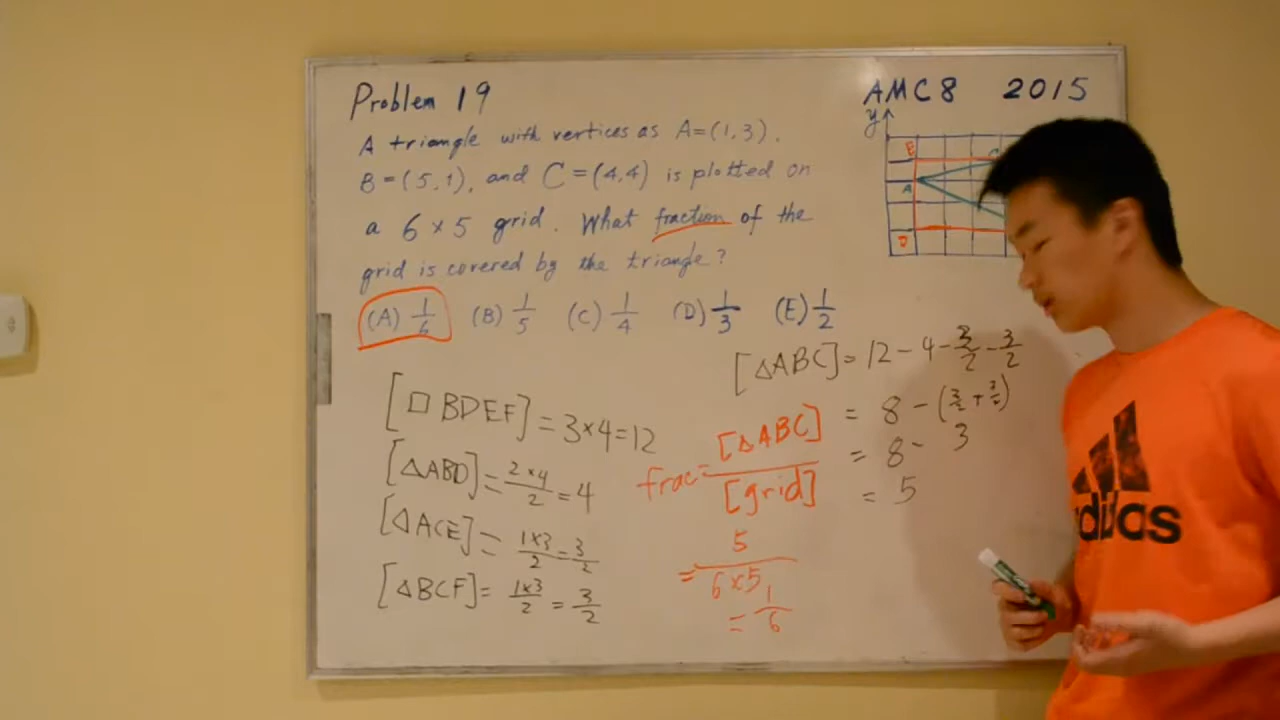 Problem 19
AMC8 2015
A triangle with vertices as A=(1,3),
B=(5,1), and C=(4,4) is plotted on
a 6×5 grid. What fraction of the
grid is covered by the triangle?
(A) 1/6 (B) 1/5 (C) 1/4 (D) 1/3 (E) 1/2
y
E
A
D
[□BDEF]=3×4=12
[△ABD]=2×4/2=4
[△ACE]=1×3/2=3/2
[△BCF]=1×3/2=3/2
[△ABC]=12-4-3/2-3/2
=8-(3/2+3/2)
=8-3
=5
frac=[△ABC]/[grid]
=5/6×5
=1/6
adidas